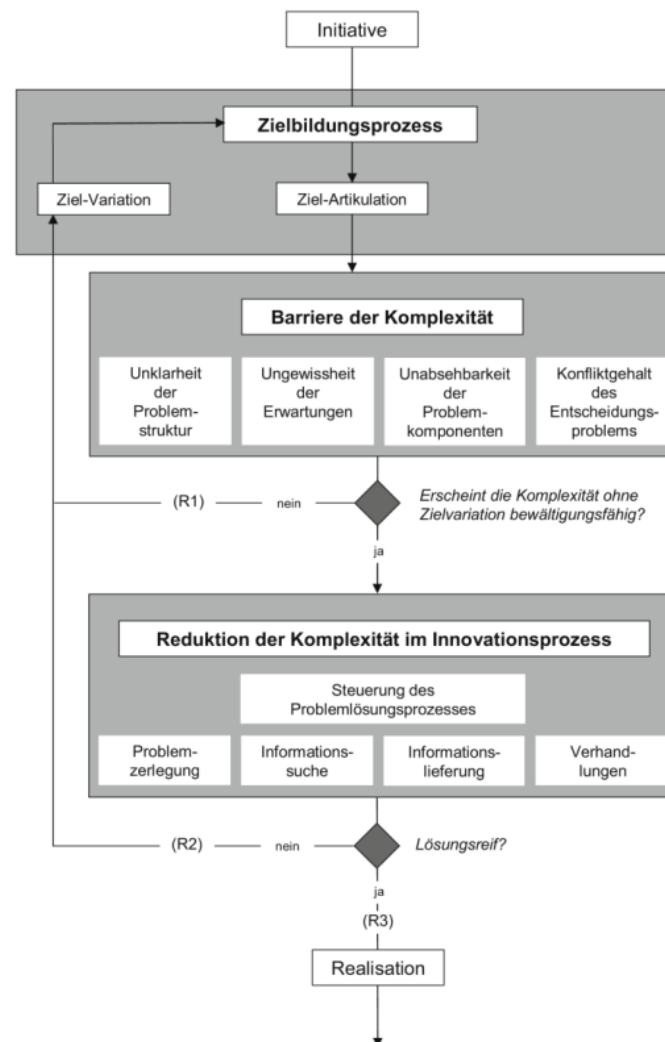 Initiative
Zielbildungsprozess
Ziel-Variation
Ziel-Artikulation
Barriere der Komplexität
Unklarheit
der
Problem-
struktur
Ungewissheit
der
Erwartungen
Unabsehbarkeit
der
Problem-
komponenten
Konfliktgehalt
des
Entscheidungs-
problems
(R1)
nein
Erscheint die Komplexität ohne
Zielvariation bewältigungsfähig?
ja
Reduktion der Komplexität im Innovationsprozess
Steuerung des
Problemlösungsprozesses
Problem-
zerlegung
Informations-
suche
Informations-
lieferung
Verhand-
lungen
(R2)
nein
Lösungsreif?
ja
(R3)
Realisation